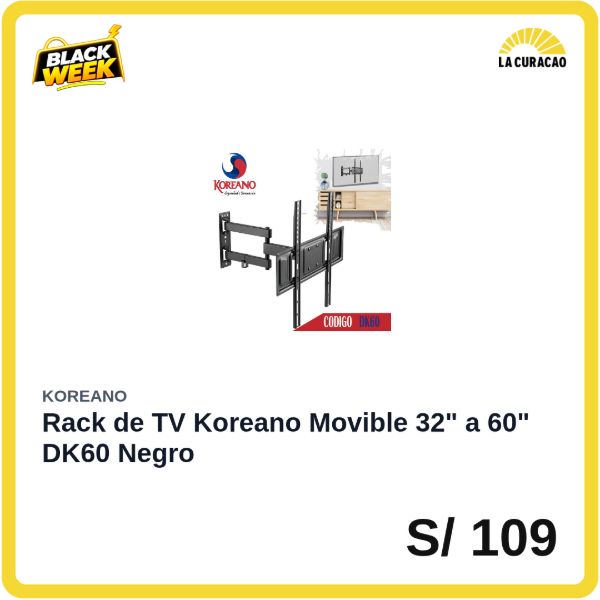 BLACK
WEEK
LA CURACAO
KOREANO
CODIGO DK60
KOREANO
Rack de TV Koreano Movible 32" a 60"
DK60 Negro
S/ 109